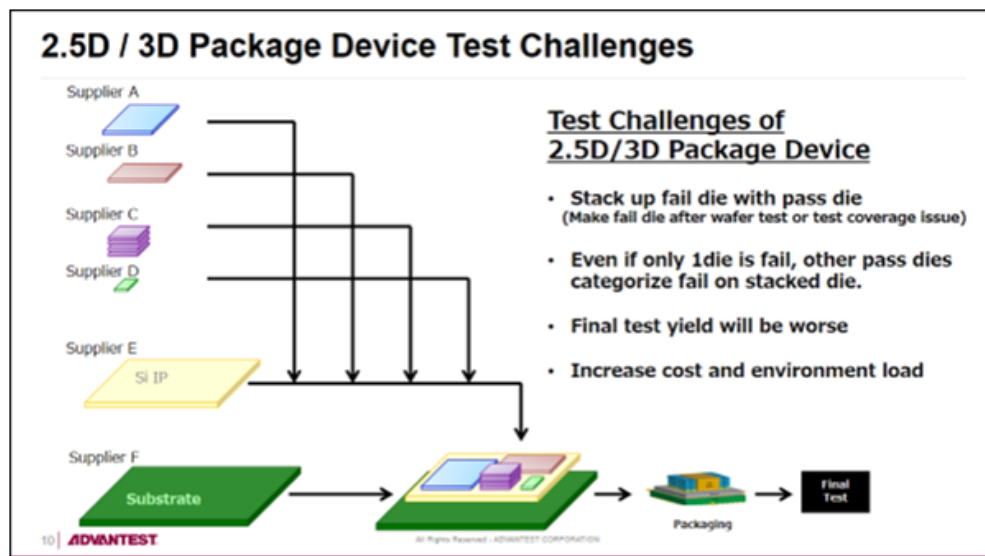 2.5D / 3D Package Device Test Challenges
Supplier A
Supplier B
Supplier C
Supplier D
Supplier E
Si IP
Supplier F
Substrate
Test Challenges of
2.5D/3D Package Device
• Stack up fail die with pass die
(Make fail die after wafer test or test coverage issue)
• Even if only 1die is fail, other pass dies
categorize fail on stacked die.
• Final test yield will be worse
• Increase cost and environment load
Packaging
Final
Test
10
ADVANTEST
All Rights Reserved - ADVANTEST CORPORATION